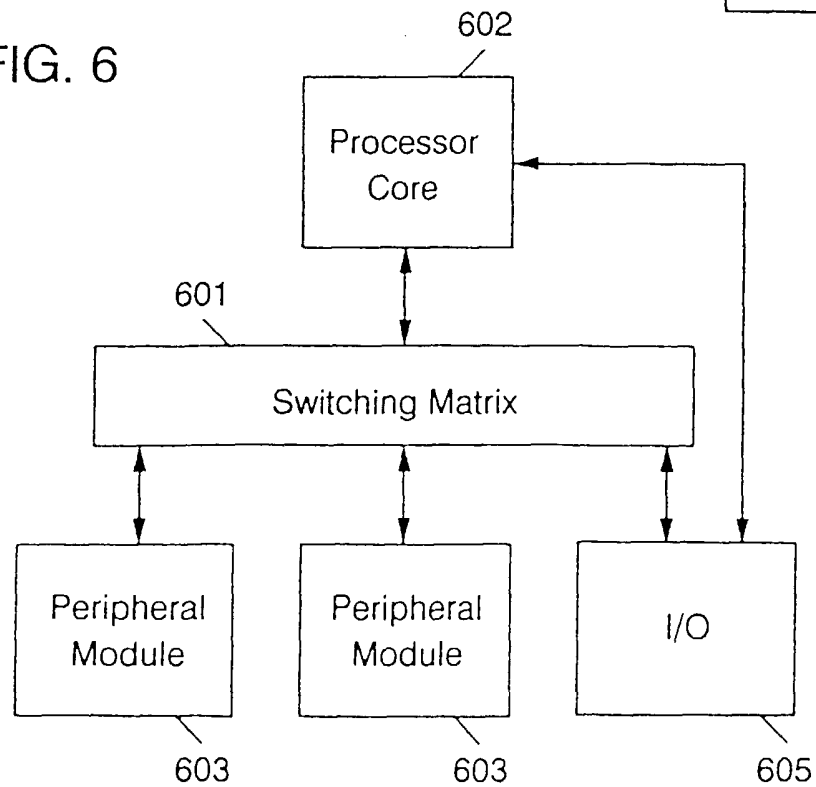 FIG. 6
602
Processor
Core
601
Switching Matrix
Peripheral
Module
Peripheral
Module
I/O
603
603
605